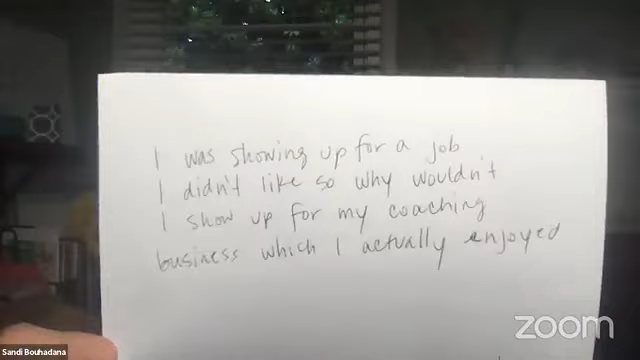 I was showing up for a job
I didn't like so why wouldn't
I show up for my coaching
business which I actually enjoyed
zoom
Sandi Bouhadana